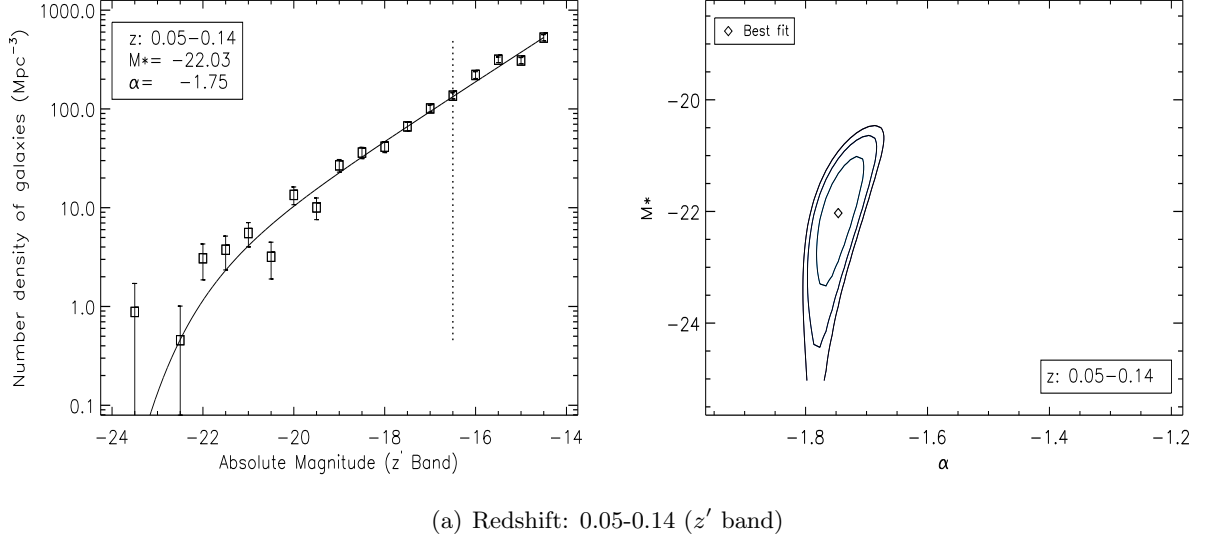 1000.0
100.0
10.0
1.0
0.1
Number density of galaxies (Mpc⁻³)
z: 0.05−0.14
M*= −22.03
α= −1.75
−24 −22 −20 −18 −16 −14
Absolute Magnitude (z' Band)
Best fit
−20
−22
−24
M*
z: 0.05−0.14
−1.8 −1.6 −1.4 −1.2
α
(a) Redshift: 0.05-0.14 (z′ band)